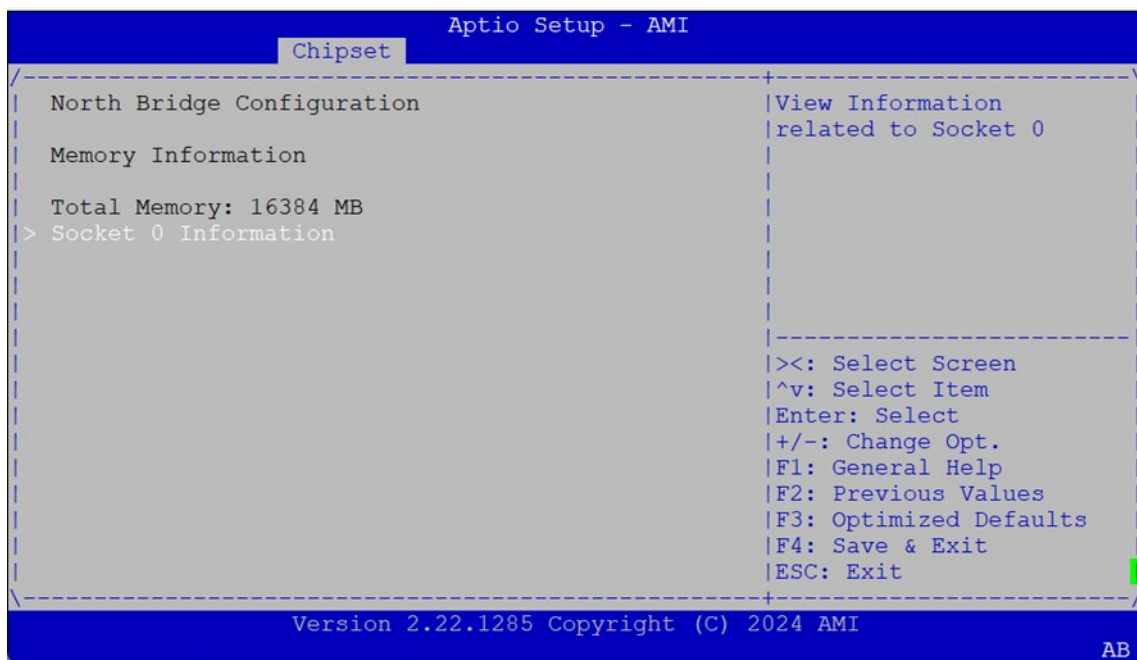 Aptio Setup - AMI
Chipset
North Bridge Configuration
Memory Information
Total Memory: 16384 MB
> Socket 0 Information
View Information
related to Socket 0
><: Select Screen
^v: Select Item
Enter: Select
+/-: Change Opt.
F1: General Help
F2: Previous Values
F3: Optimized Defaults
F4: Save & Exit
ESC: Exit
Version 2.22.1285 Copyright (C) 2024 AMI
AB